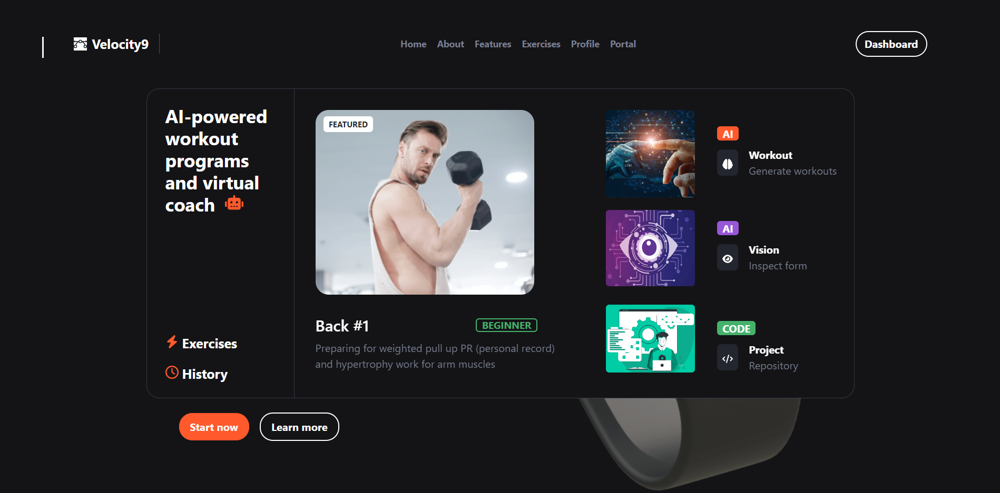 Velocity9
Home About Features Exercises Profile Portal
Dashboard
AI-powered
workout
programs
and virtual
coach
Exercises
History
FEATURED
Back #1
BEGINNER
Preparing for weighted pull up PR (personal record)
and hypertrophy work for arm muscles
0101
AI
Workout
Generate workouts
AI
Vision
Inspect form
CODE
Project
Repository
Start now
Learn more